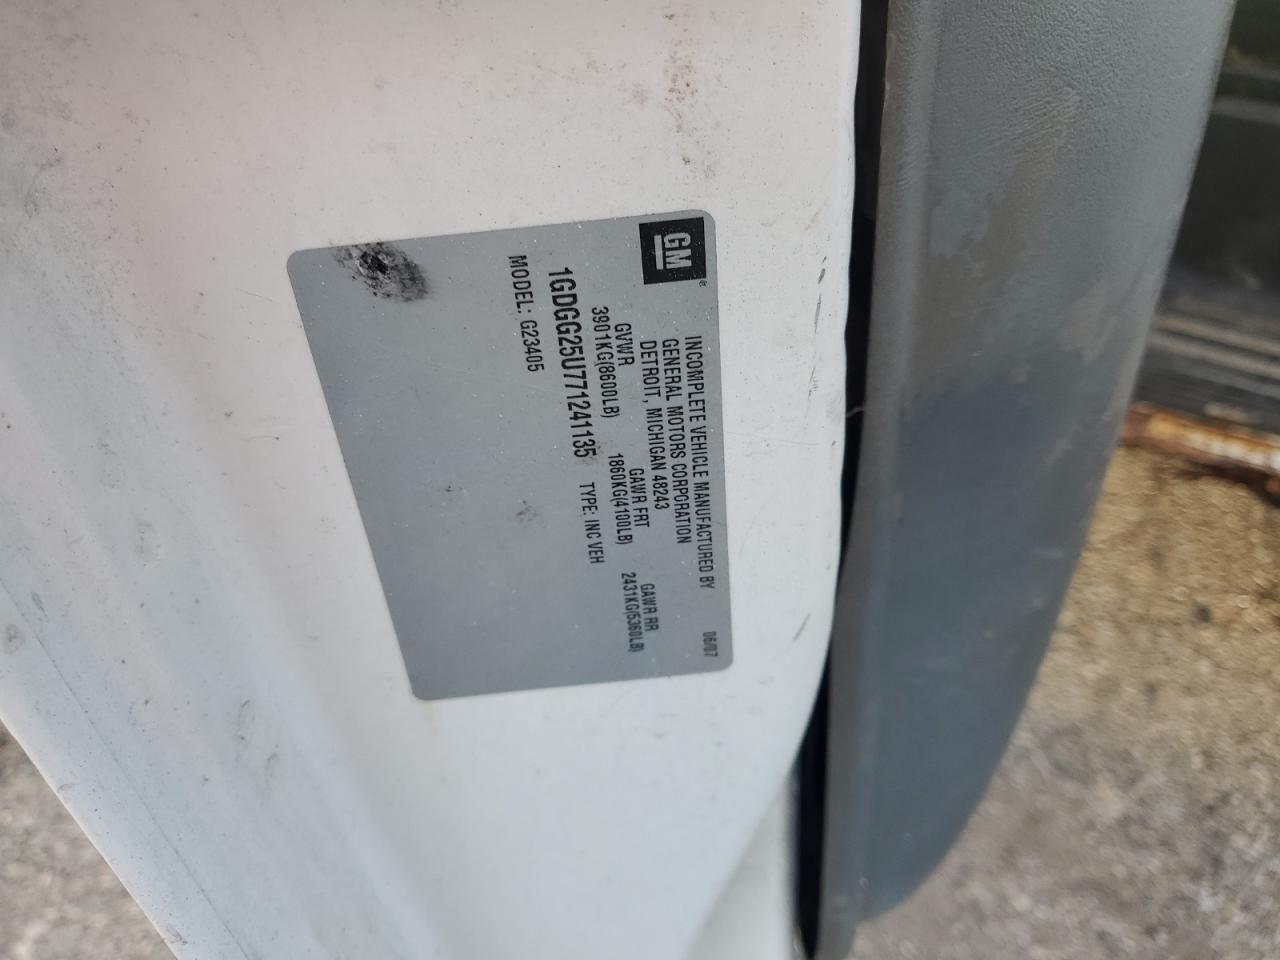 GM
INCOMPLETE VEHICLE MANUFACTURED BY 06/07
GENERAL MOTORS CORPORATION
DETROIT, MICHIGAN 48243
GVWR GAWR FRT GAWR RR
3901KG(8600LB) 1860KG(4100LB) 2431KG(5360LB)
1GDGG25U771241135 TYPE: INC VEH
MODEL: G23405